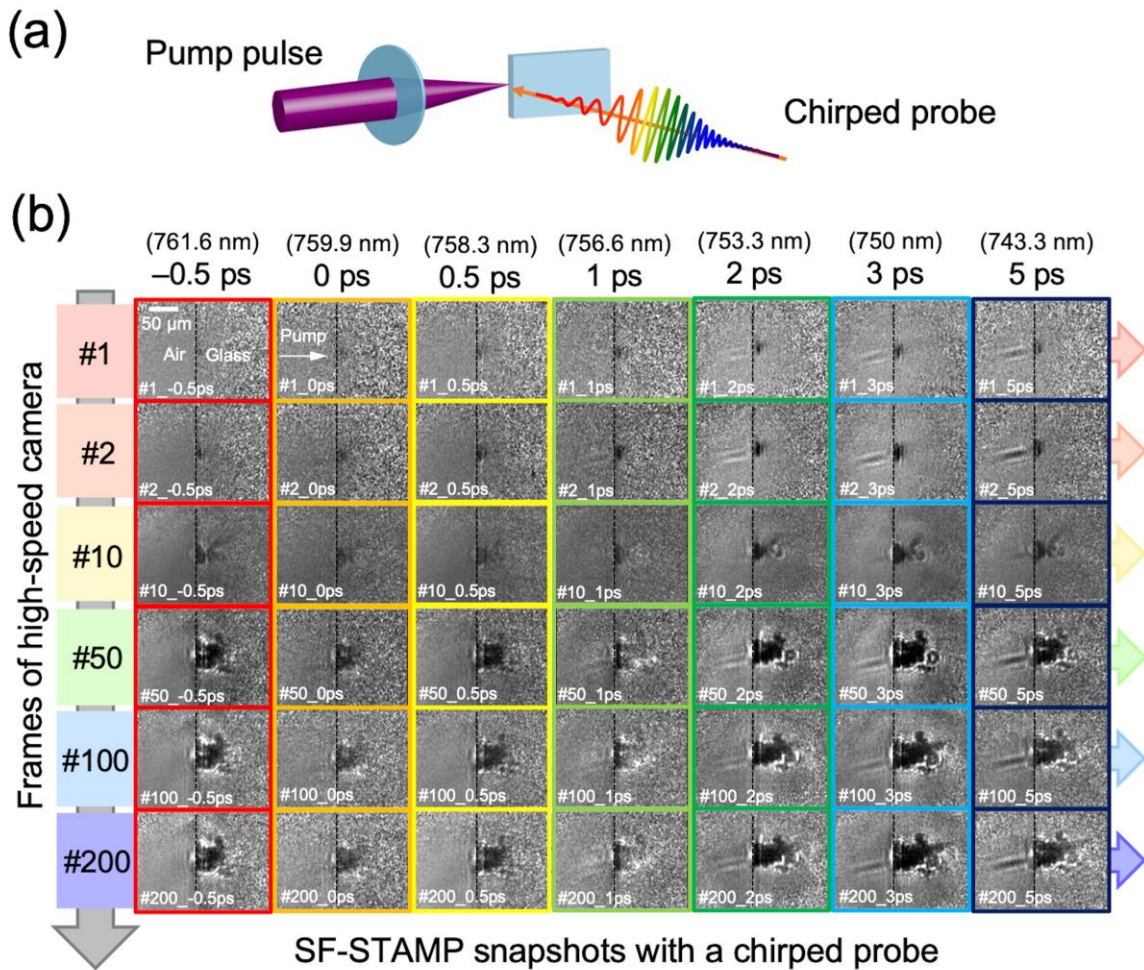 (a)
Pump pulse
Chirped probe
(b)
(761.6 nm) (759.9 nm) (758.3 nm) (756.6 nm) (753.3 nm) (750 nm) (743.3 nm)
–0.5 ps 0 ps 0.5 ps 1 ps 2 ps 3 ps 5 ps
Frames of high-speed camera
#1
50 µm
Air Glass
Pump
#1_-0.5ps #1_0ps #1_0.5ps #1_1ps #1_2ps #1_3ps #1_5ps
#2
#2_-0.5ps #2_0ps #2_0.5ps #2_1ps #2_2ps #2_3ps #2_5ps
#10
#10_-0.5ps #10_0ps #10_0.5ps #10_1ps #10_2ps #10_3ps #10_5ps
#50
#50_-0.5ps #50_0ps #50_0.5ps #50_1ps #50_2ps #50_3ps #50_5ps
#100
#100_-0.5ps #100_0ps #100_0.5ps #100_1ps #100_2ps #100_3ps #100_5ps
#200
#200_-0.5ps #200_0ps #200_0.5ps #200_1ps #200_2ps #200_3ps #200_5ps
SF-STAMP snapshots with a chirped probe